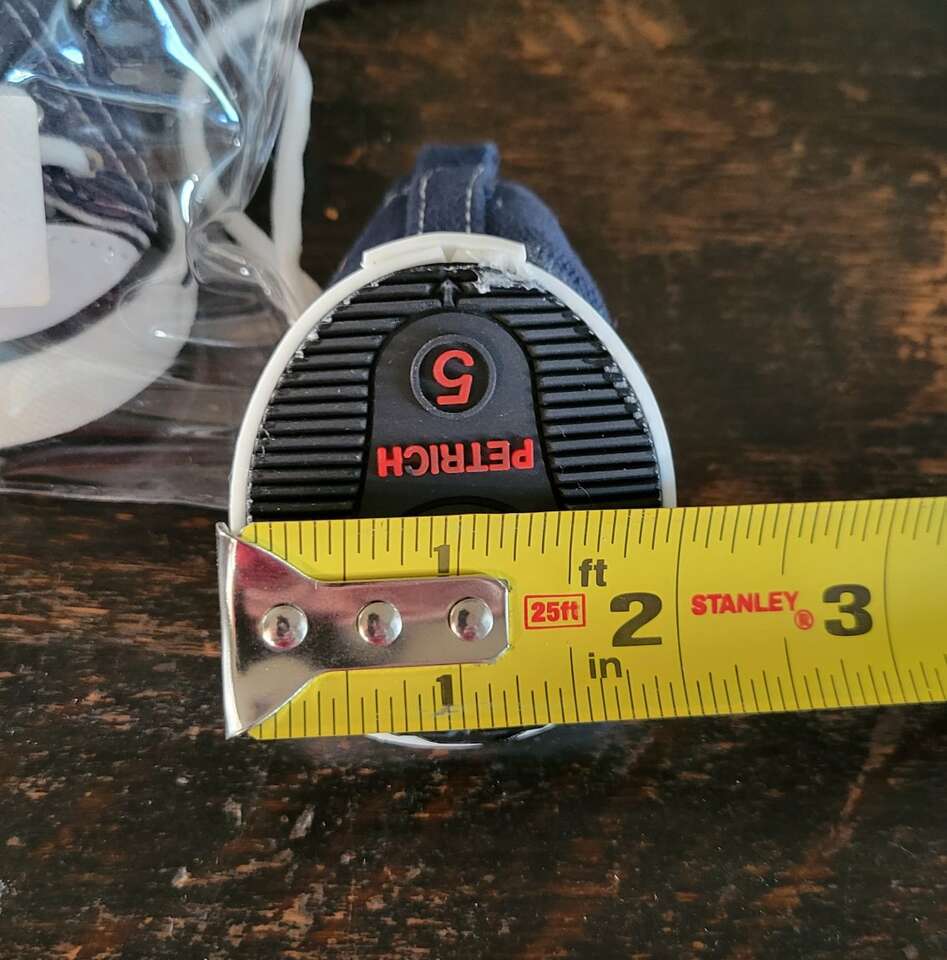 5
PETRICH
1 ft
25ft 2 STANLEY® 3
in
1